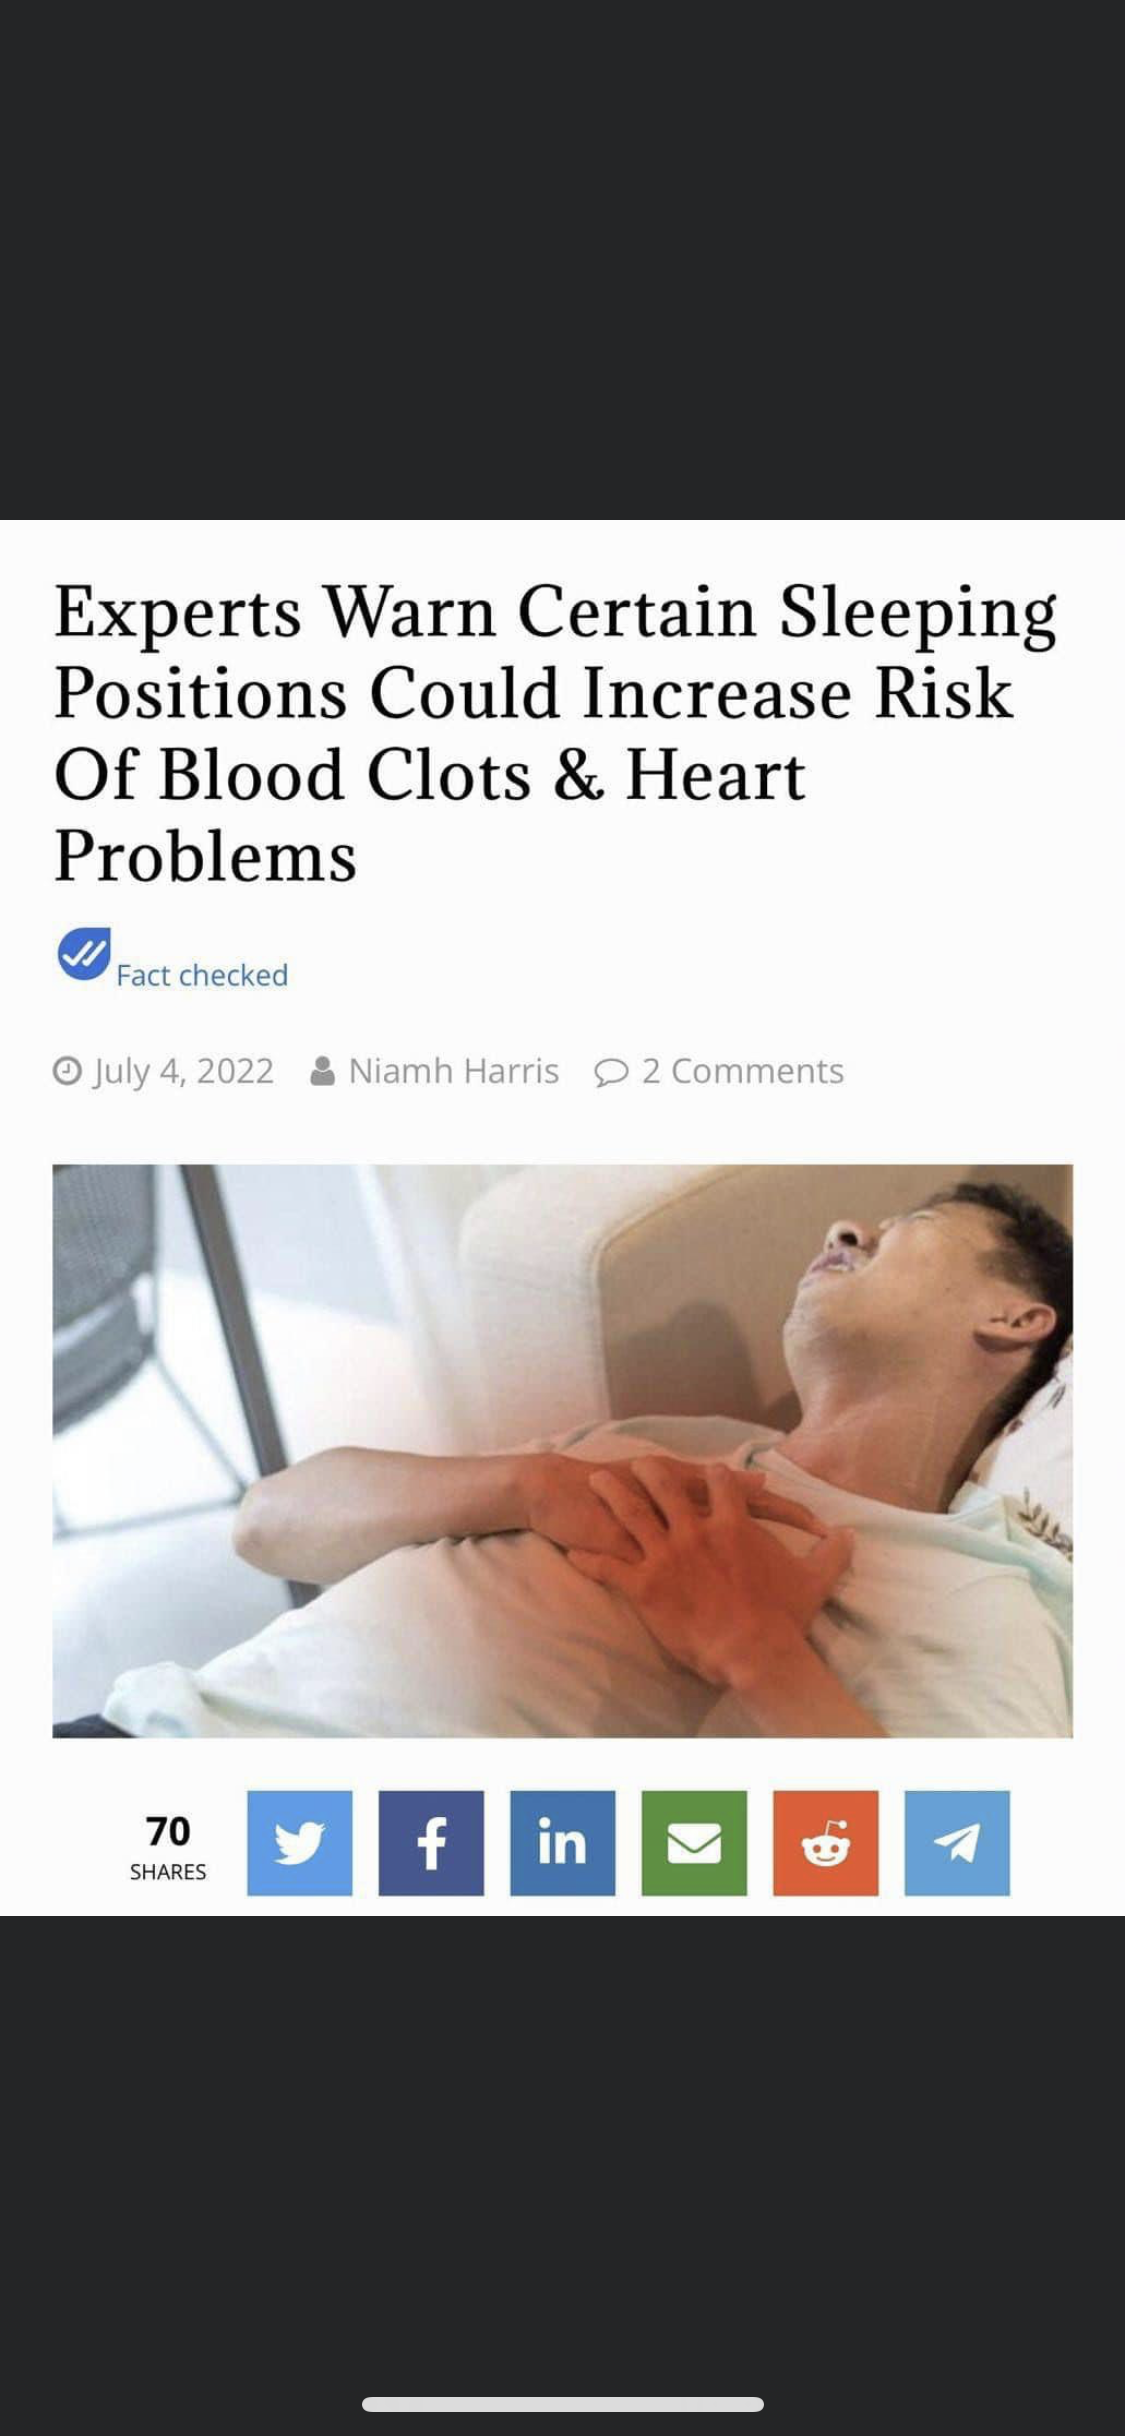 Experts Warn Certain Sleeping
Positions Could Increase Risk
Of Blood Clots & Heart
Problems
Fact checked
July 4, 2022 Niamh Harris 2 Comments
70
SHARES